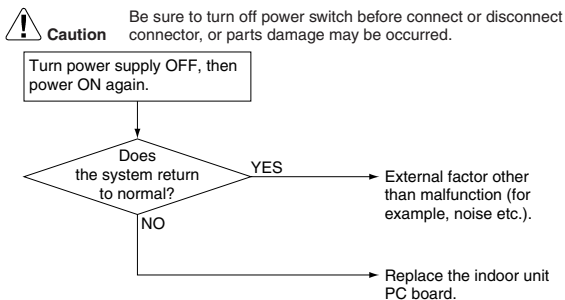 Be sure to turn off power switch before connect or disconnect
Caution connector, or parts damage may be occurred.
Turn power supply OFF, then
power ON again.
Does
the system return
to normal?
YES
External factor other
than malfunction (for
example, noise etc.).
NO
Replace the indoor unit
PC board.